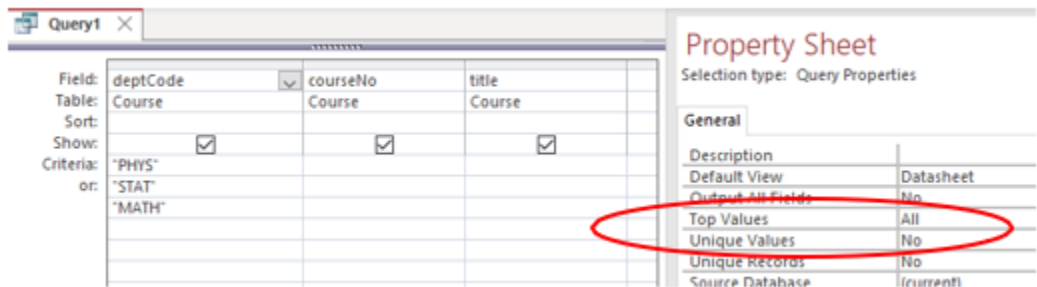 Query1
Field: deptCode courseNo title
Table: Course Course Course
Sort:
Show:
Criteria: "PHYS"
or: "STAT"
"MATH"
Property Sheet
Selection type: Query Properties
General
Description
Default View Datasheet
Output All Fields No
Top Values All
Unique Values No
Unique Records No
Source Database (current)